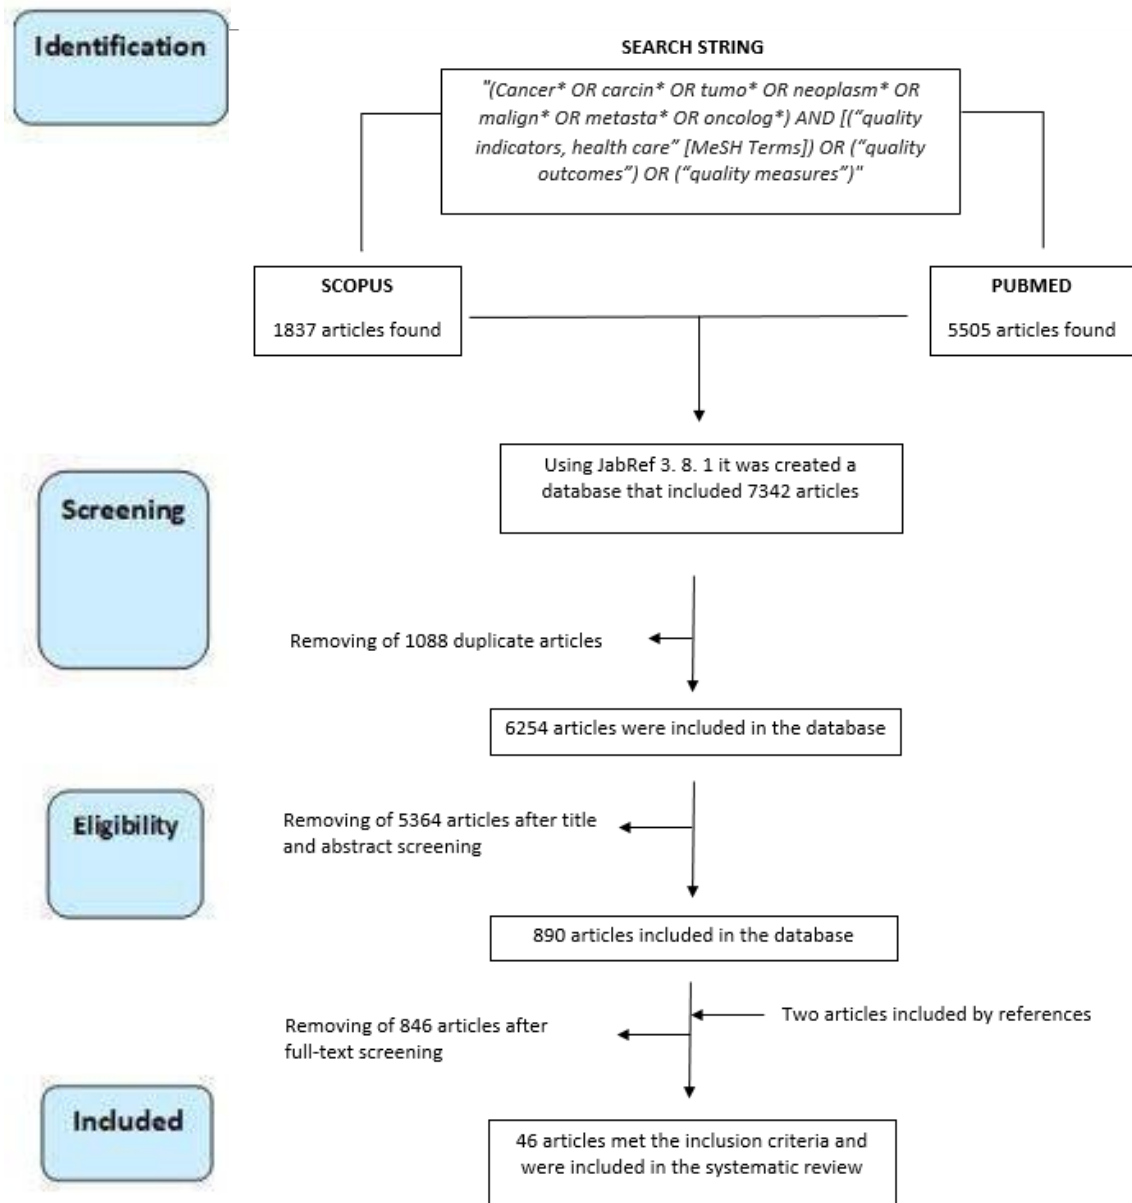 Identification
SEARCH STRING
"(Cancer* OR carcin* OR tumo* OR neoplasm* OR
malign* OR metasta* OR oncolog*) AND [(“quality
indicators, health care” [MeSH Terms]) OR (“quality
outcomes”) OR (“quality measures”)"
SCOPUS
1837 articles found
PUBMED
5505 articles found
Screening
Using JabRef 3. 8. 1 it was created a
database that included 7342 articles
Removing of 1088 duplicate articles
6254 articles were included in the database
Eligibility
Removing of 5364 articles after title
and abstract screening
890 articles included in the database
Two articles included by references
Removing of 846 articles after
full-text screening
Included
46 articles met the inclusion criteria and
were included in the systematic review